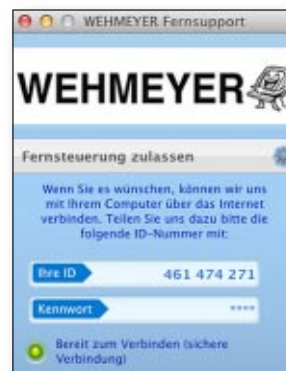 WEHMEYER Fernsupport
WEHMEYER
Fernsteuerung zulassen
Wenn Sie es wünschen, können wir uns
mit Ihrem Computer über das Internet
verbinden. Teilen Sie uns dazu bitte die
folgende ID-Nummer mit:
Ihre ID 461 474 271
Kennwort ****
Bereit zum Verbinden (sichere
Verbindung)